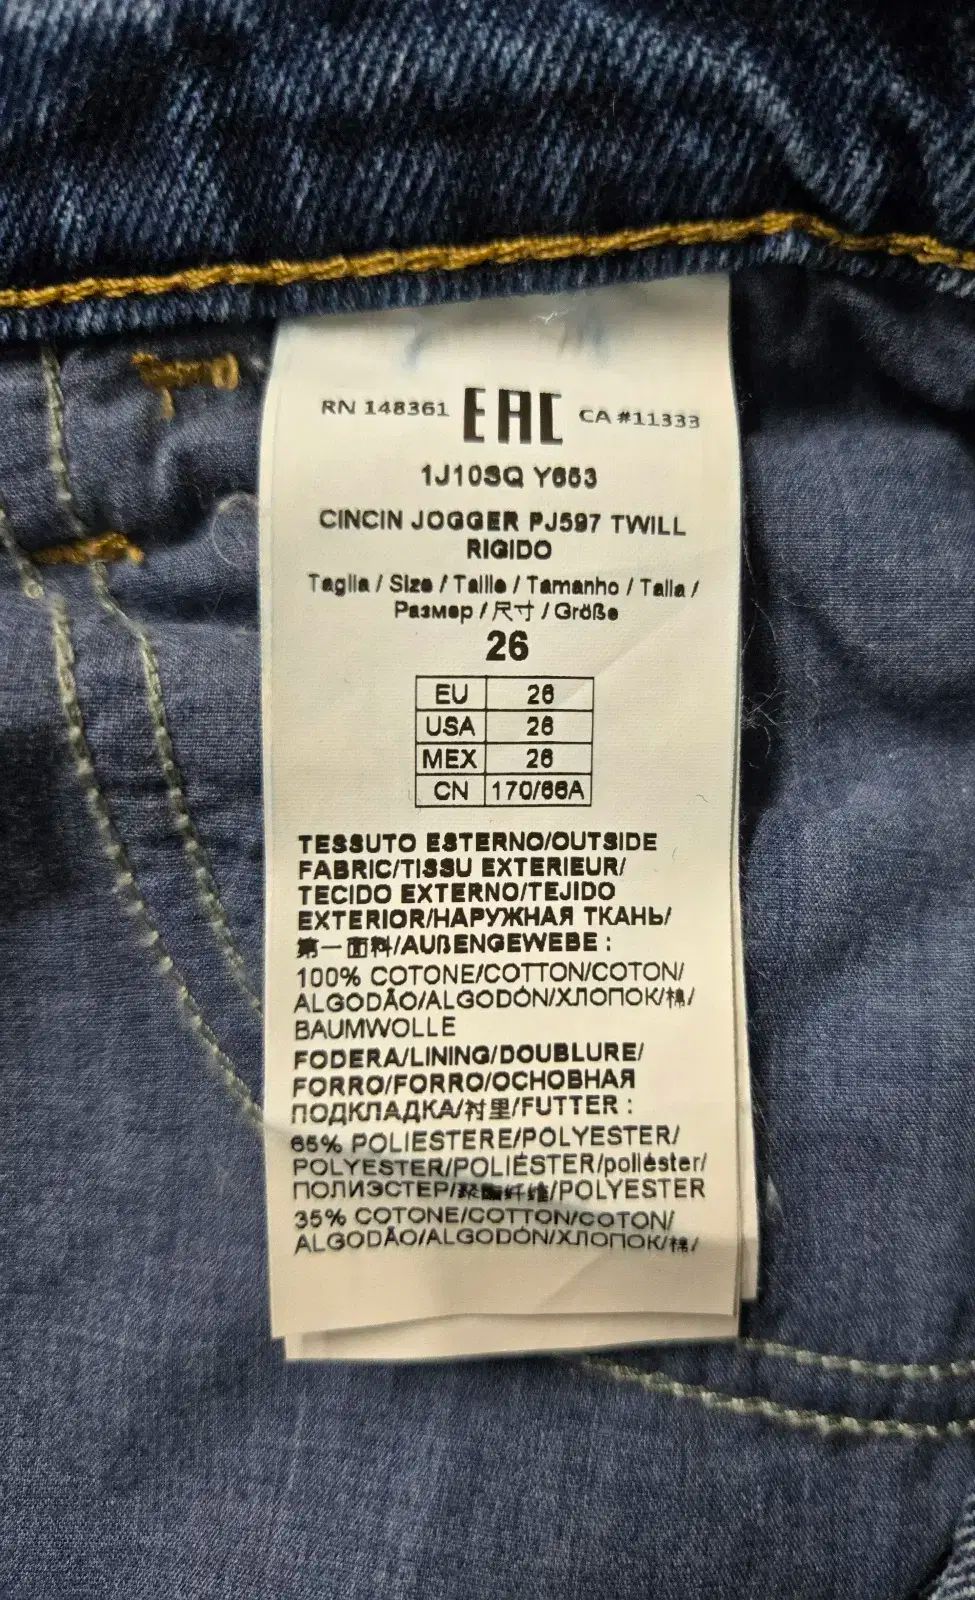 RN 148361 EAC CA #11333
1J10SQ Y653
CINCIN JOGGER PJ597 TWILL
RIGIDO
Taglia / Size / Taille / Tamanho / Talla /
Размер / 尺寸 / Größe
26
EU 26
USA 26
MEX 26
CN 170/66A
TESSUTO ESTERNO/OUTSIDE
FABRIC/TISSU EXTERIEUR/
TECIDO EXTERNO/TEJIDO
EXTERIOR/НАРУЖНАЯ ТКАНЬ/
第一面料/AUßENGEWEBE :
100% COTONE/COTTON/COTON/
ALGODÃO/ALGODÓN/ХЛОПОК/棉/
BAUMWOLLE
FODERA/LINING/DOUBLURE/
FORRO/FORRO/ОСНОВНАЯ
ПОДКЛАДКА/衬里/FUTTER :
65% POLIESTERE/POLYESTER/
POLYESTER/POLIÉSTER/poliéster/
ПОЛИЭСТЕР/聚酯纤维/POLYESTER
35% COTONE/COTTON/COTON/
ALGODÃO/ALGODÓN/ХЛОПОК/棉/